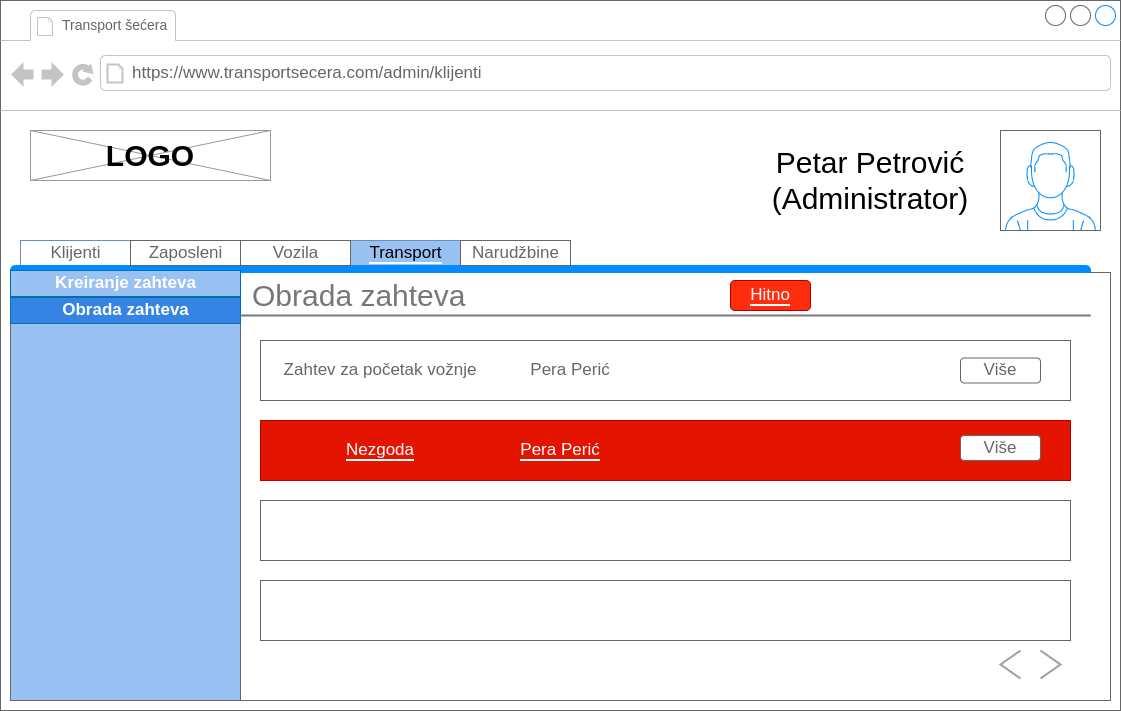 Transport šećera
https://www.transportsecera.com/admin/klijenti
LOGO
Petar Petrović
(Administrator)
Klijenti Zaposleni Vozila Transport Narudžbine
Kreiranje zahteva
Obrada zahteva
Obrada zahteva Hitno
Zahtev za početak vožnje Pera Perić Više
Nezgoda Pera Perić Više